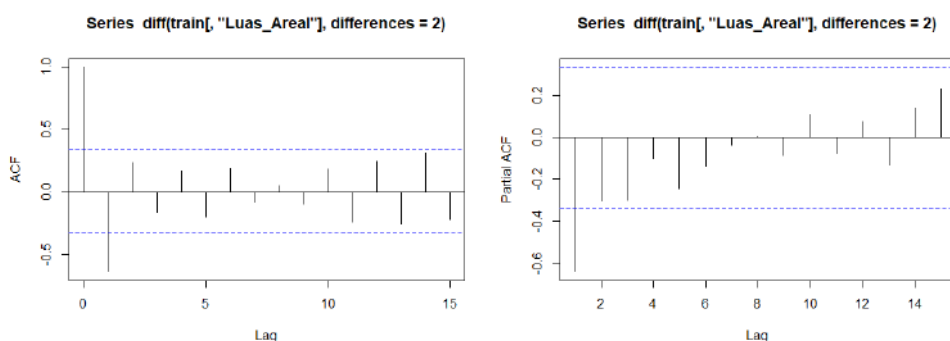 Series diff(train[, "Luas_Areal"], differences = 2)
ACF
1.0
0.5
0.0
-0.5
0 5 10 15
Lag
Series diff(train[, "Luas_Areal"], differences = 2)
Partial ACF
0.2
0.0
-0.2
-0.4
-0.6
2 4 6 8 10 12 14
Lag